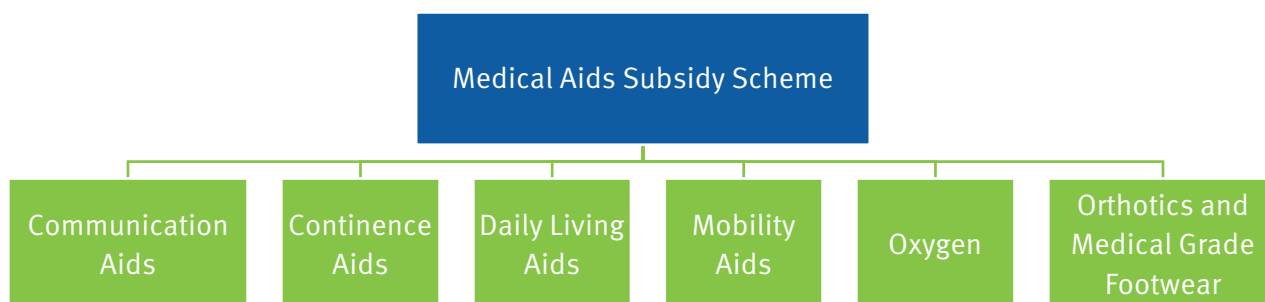 Medical Aids Subsidy Scheme
Communication
Aids
Continence
Aids
Daily Living
Aids
Mobility
Aids
Oxygen
Orthotics and
Medical Grade
Footwear